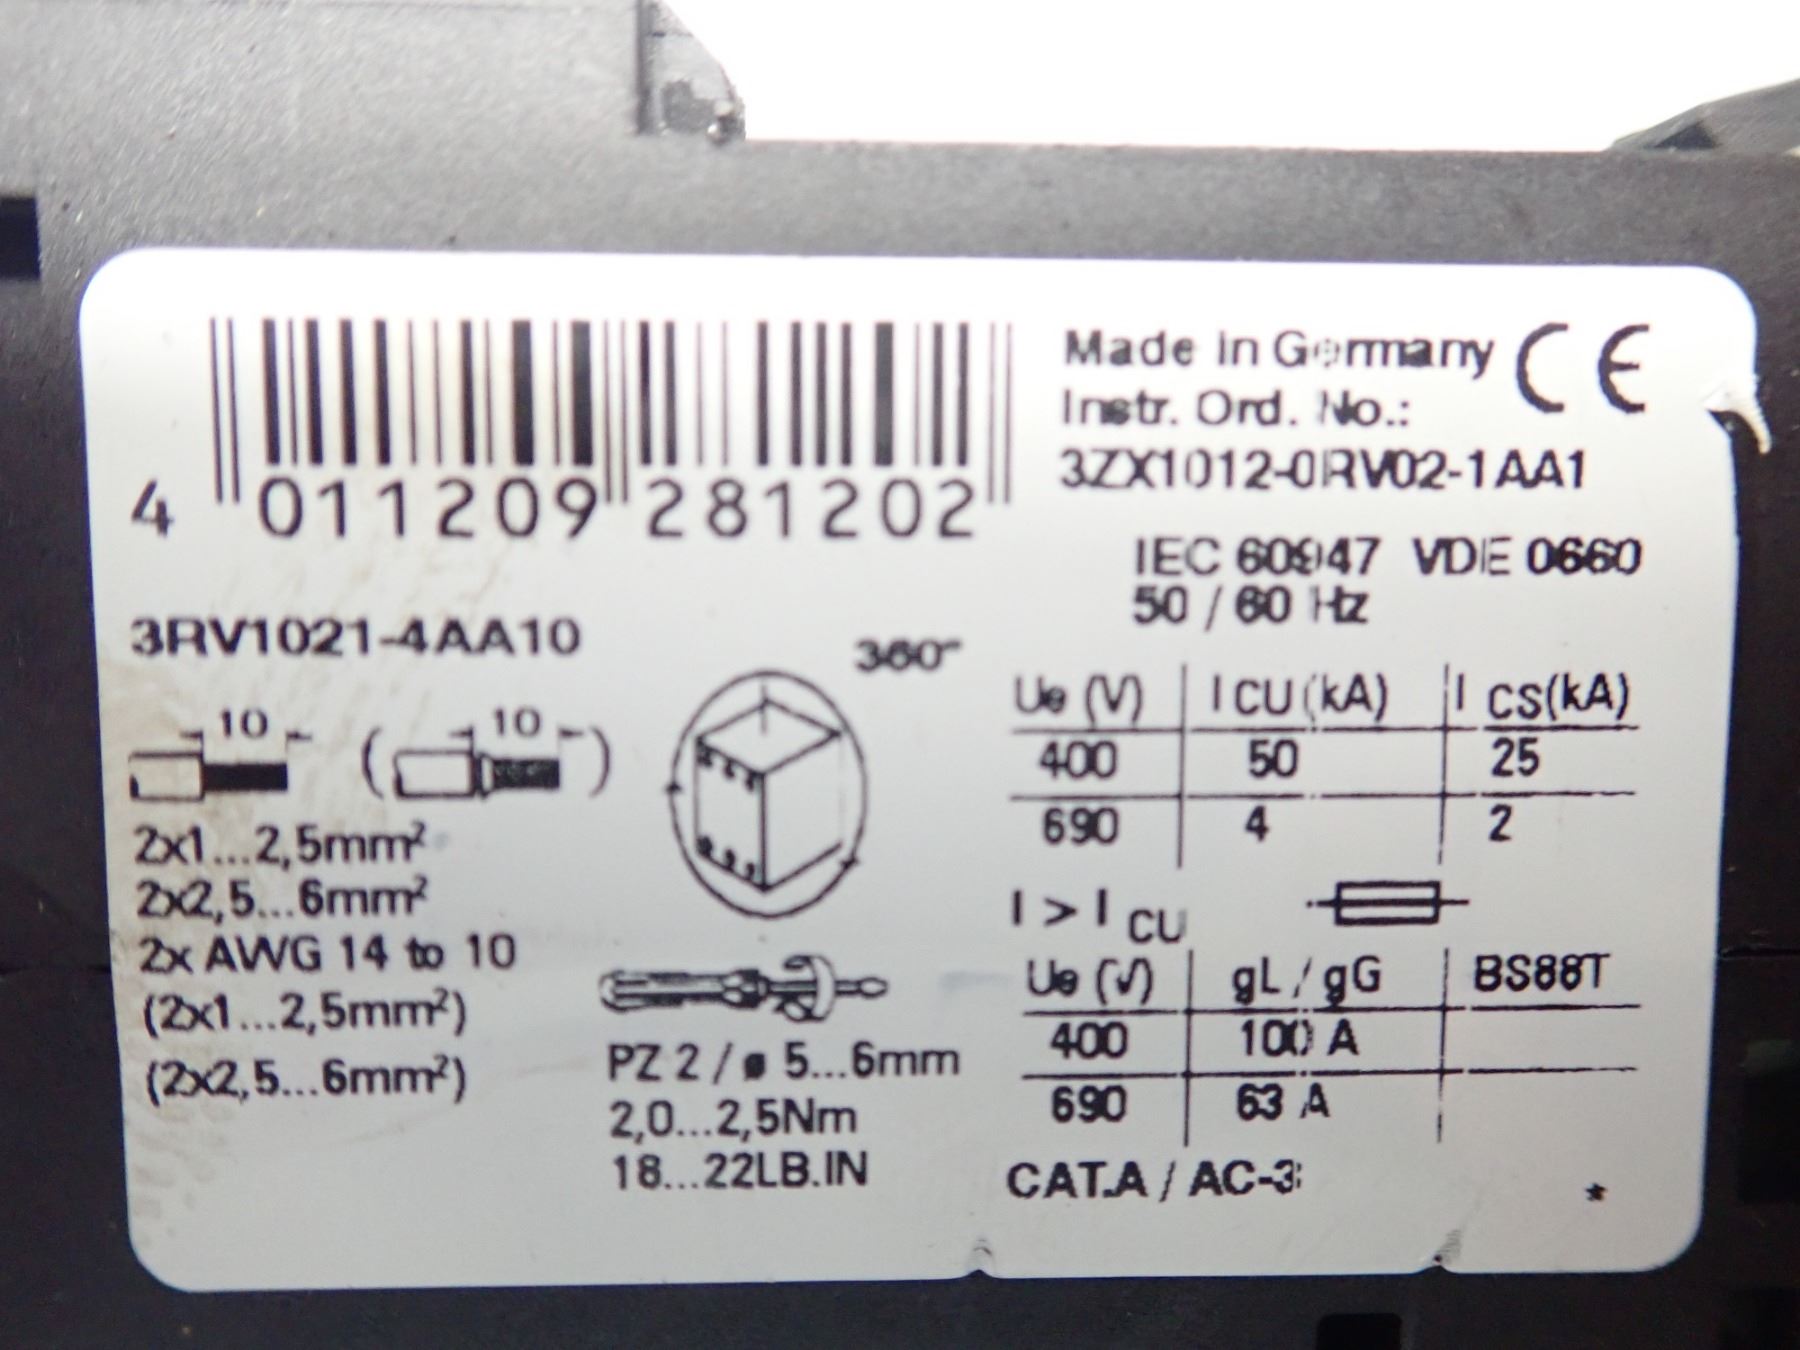 4 011209 281202
Made in Germany CE
Instr. Ord. No.:
3ZX1012-0RV02-1AA1
IEC 60947 VDE 0660
50 / 60 Hz
3RV1021-4AA10
360°
10 ( 10 )
2x1...2,5mm²
2x2,5...6mm²
2x AWG 14 to 10
(2x1...2,5mm²)
(2x2,5...6mm²)
PZ 2 / ø 5...6mm
2,0...2,5Nm
18...22LB.IN
Ue (V) I CU (kA) I CS(kA)
400 50 25
690 4 2
I > I CU
Ue (V) gL / gG BS88T
400 100 A
690 63 A
CAT.A / AC-3
*